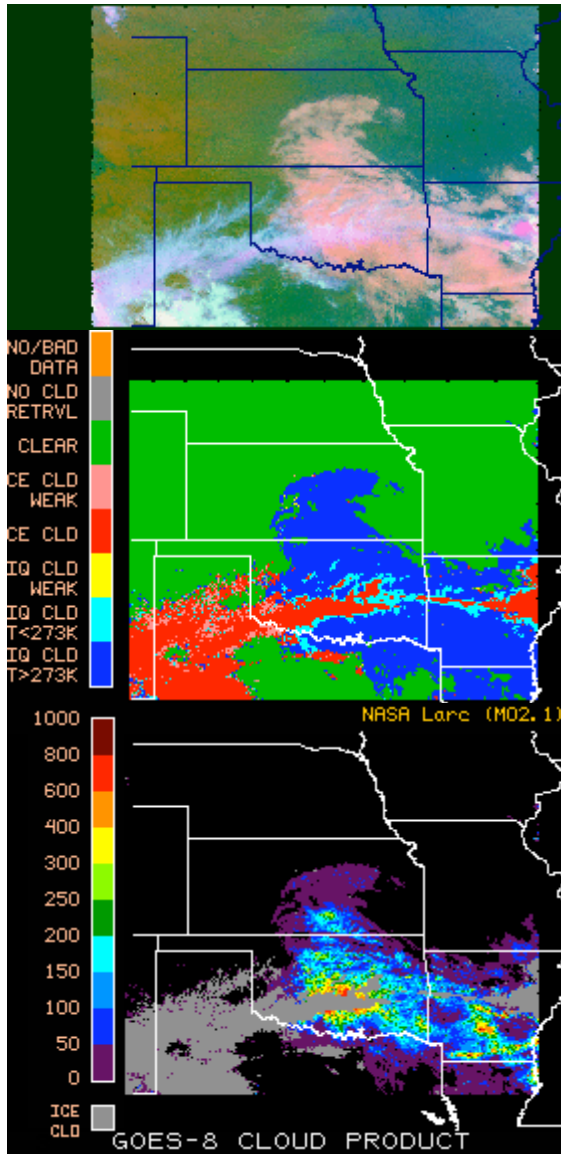 NO/BAD
DATA
NO CLD
RETRVL
CLEAR
CE CLD
WEAK
CE CLD
IQ CLD
WEAK
IQ CLD
T<273K
IQ CLD
T>273K
NASA Larc (MO2.1)
1000
800
600
400
300
250
200
150
100
50
0
ICE
CLD
GOES-8 CLOUD PRODUCT